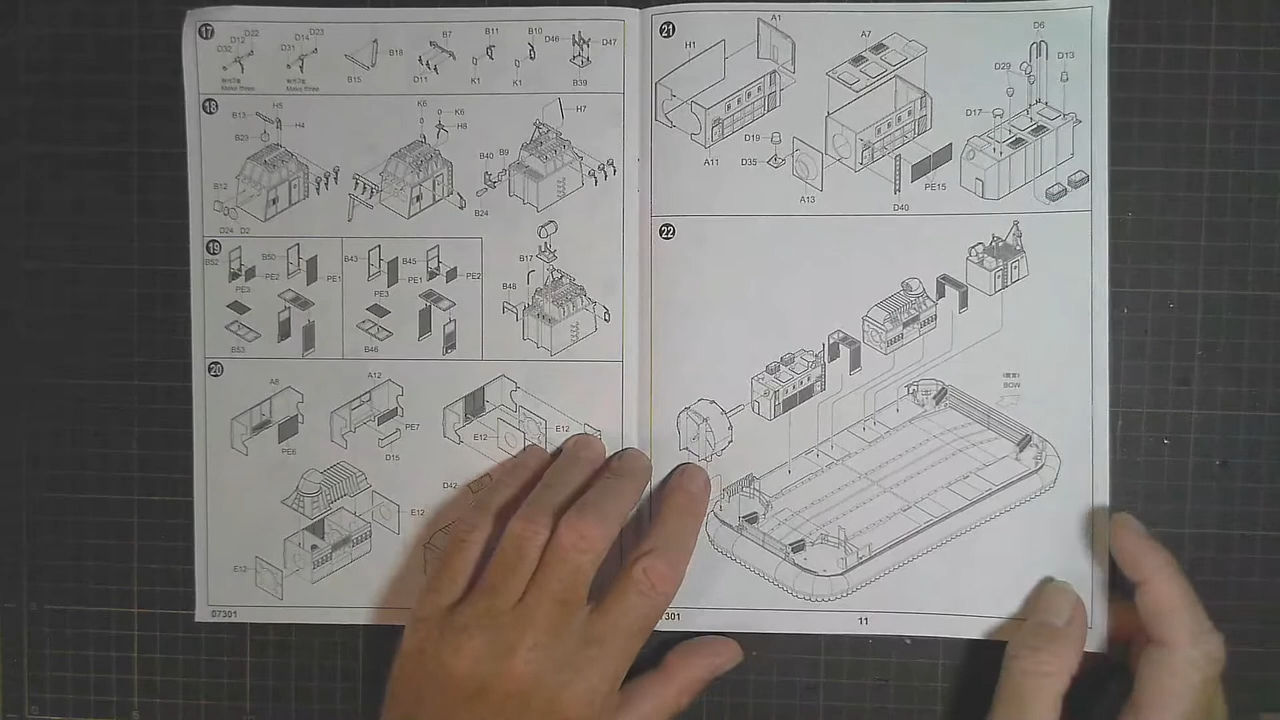 17
D22
D12
D32
Make three
D23
D14
D31
Make three
B18
B15
B7
D11
B11
K1
B10
K1
D46
D47
B39
18
H5
B13
H4
B23
B12
D24 D2
K6
K6
H8
H7
B9
B40
B24
19
B52
PE2
PE3
B50
PE1
B53
B43
PE1
PE3
B45
PE2
B46
B17
B48
20
A8
PE6
A12
PE7
D15
E12
E12
D42
E12
E12
07301
21
H1
A1
A11
A7
D19
D35
A13
D40
PE15
D6
D29
D13
D17
22
BOW
301
11